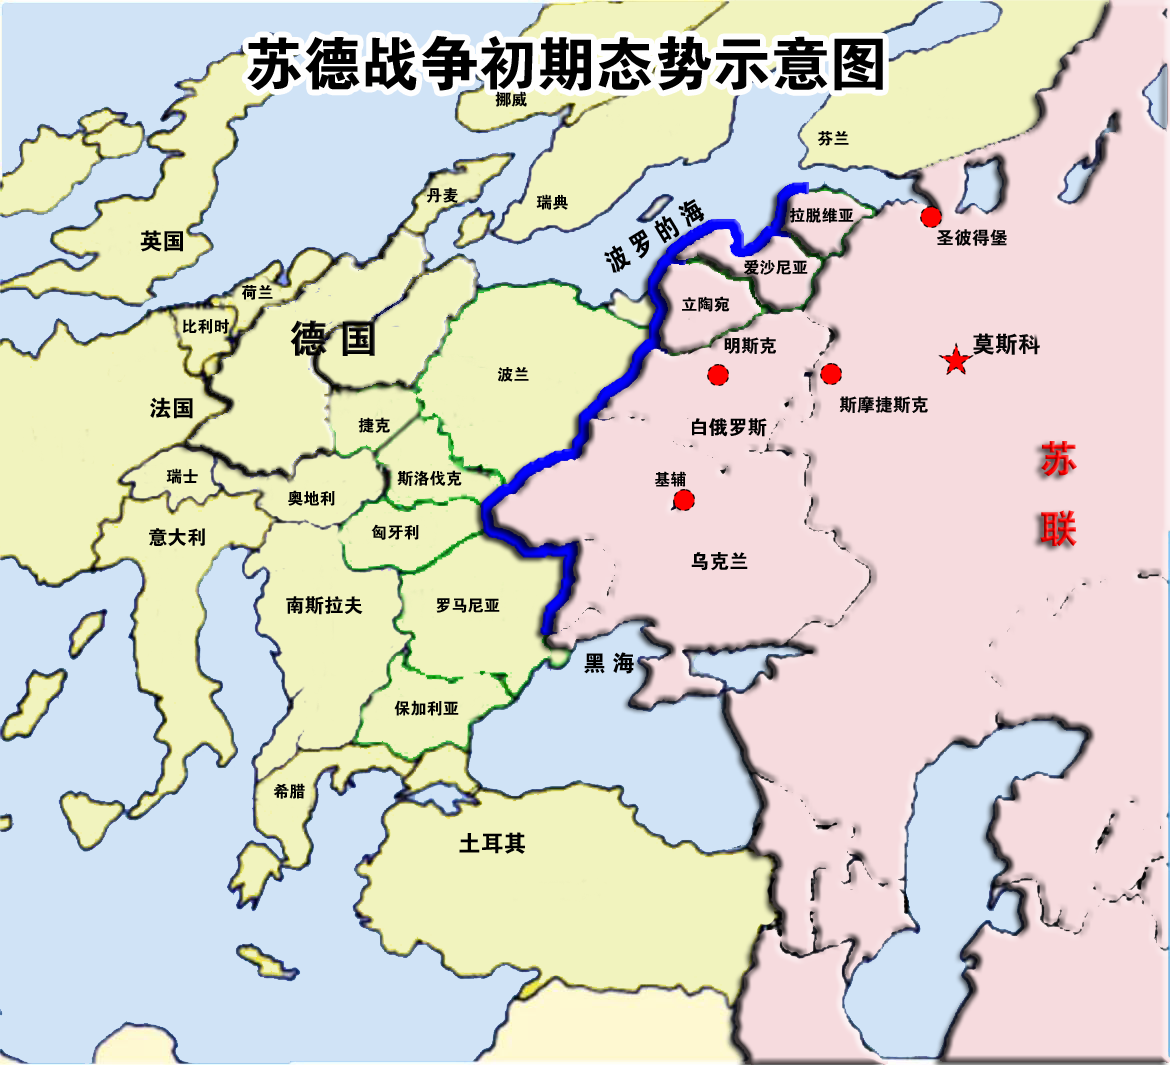 苏德战争初期态势示意图
挪威
芬兰
丹麦
瑞典
波罗的海
拉脱维亚
圣彼得堡
英国
爱沙尼亚
荷兰
立陶宛
比利时
德国
明斯克
莫斯科
波兰
法国
斯摩捷斯克
捷克
白俄罗斯
苏联
瑞士
斯洛伐克
基辅
奥地利
意大利
匈牙利
乌克兰
南斯拉夫
罗马尼亚
黑海
保加利亚
希腊
土耳其